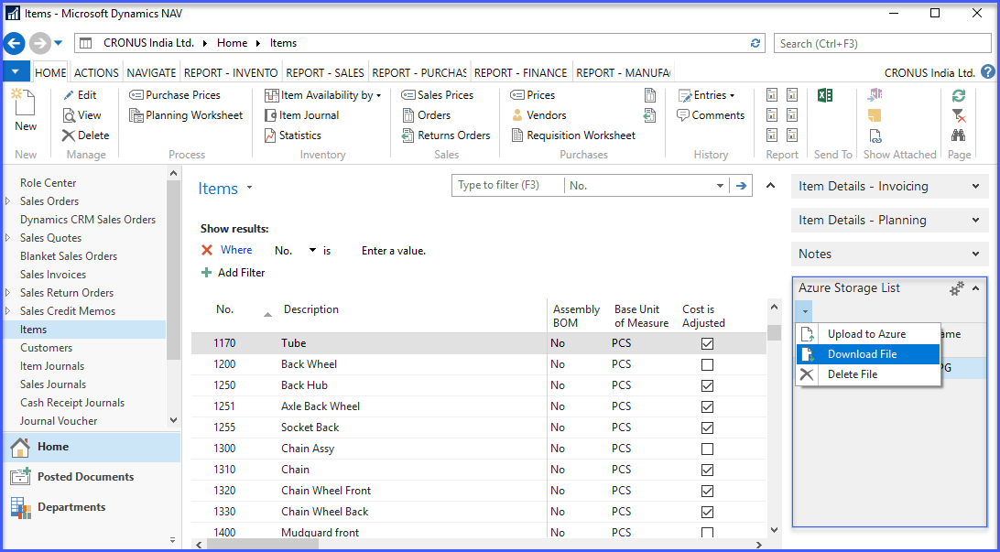 Items - Microsoft Dynamics NAV
CRONUS India Ltd. Home Items
Search (Ctrl+F3)
HOME ACTIONS NAVIGATE REPORT - INVENTO REPORT - SALES REPORT - PURCHAS REPORT - FINANCE REPORT - MANUFA CRONUS India Ltd.
New
New
Edit
View
Delete
Manage
Purchase Prices
Planning Worksheet
Process
Item Availability by
Item Journal
Statistics
Inventory
Sales Prices
Orders
Returns Orders
Sales
Prices
Vendors
Requisition Worksheet
Purchases
Entries
Comments
History
Report
Send To
Show Attached
Page
Role Center
Sales Orders
Dynamics CRM Sales Orders
Sales Quotes
Blanket Sales Orders
Sales Invoices
Sales Return Orders
Sales Credit Memos
Items
Customers
Item Journals
Sales Journals
Cash Receipt Journals
Journal Voucher
Home
Posted Documents
Departments
Items
Type to filter (F3) No.
Show results:
Where No. is Enter a value.
Add Filter
No. Description Assembly BOM Base Unit of Measure Cost is Adjusted
1170 Tube No PCS
1200 Back Wheel No PCS
1250 Back Hub No PCS
1251 Axle Back Wheel No PCS
1255 Socket Back No PCS
1300 Chain Assy No PCS
1310 Chain No PCS
1320 Chain Wheel Front No PCS
1330 Chain Wheel Back No PCS
1400 Mudguard front No PCS
Item Details - Invoicing
Item Details - Planning
Notes
Azure Storage List
Upload to Azure
Download File
Delete File
ame
PG